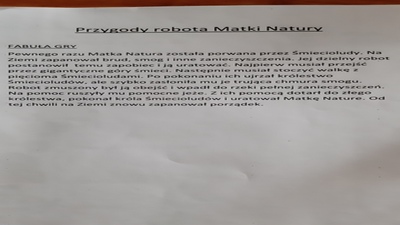 Przygody robota Matki Natury
FABUŁA GRY
Pewnego razu Matka Natura została porwana przez Śmiecioludy. Na
Ziemi zapanował brud, smog i inne zanieczyszczenia. Jej dzielny robot
postanowił temu zapobiec i ją uratować. Najpierw musiał przejść
przez gigantyczne góry śmieci. Następnie musiał stoczyć walkę z
pięcioma Śmiecioludami. Po pokonaniu ich ujrzał królestwo
Śmieciołudów, ale szybko zasłoniła mu je trująca chmura smogu.
Robot zmuszony był ją obejść i wpadł do rzeki pełnej zanieczyszczeń.
Na pomoc ruszyły mu pomocne jeże. Z ich pomocą dotarł do złego
królestwa, pokonał króla Śmieciołudów i uratował Matkę Naturę. Od
tej chwili na Ziemi znowu zapanował porządek.